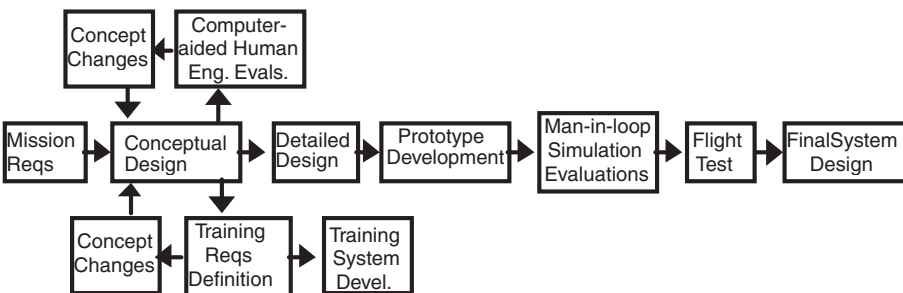 Concept
Changes
Computer-
aided Human
Eng. Evals.
Mission
Reqs
Conceptual
Design
Detailed
Design
Prototype
Development
Man-in-loop
Simulation
Evaluations
Flight
Test
FinalSystem
Design
Concept
Changes
Training
Reqs
Definition
Training
System
Devel.